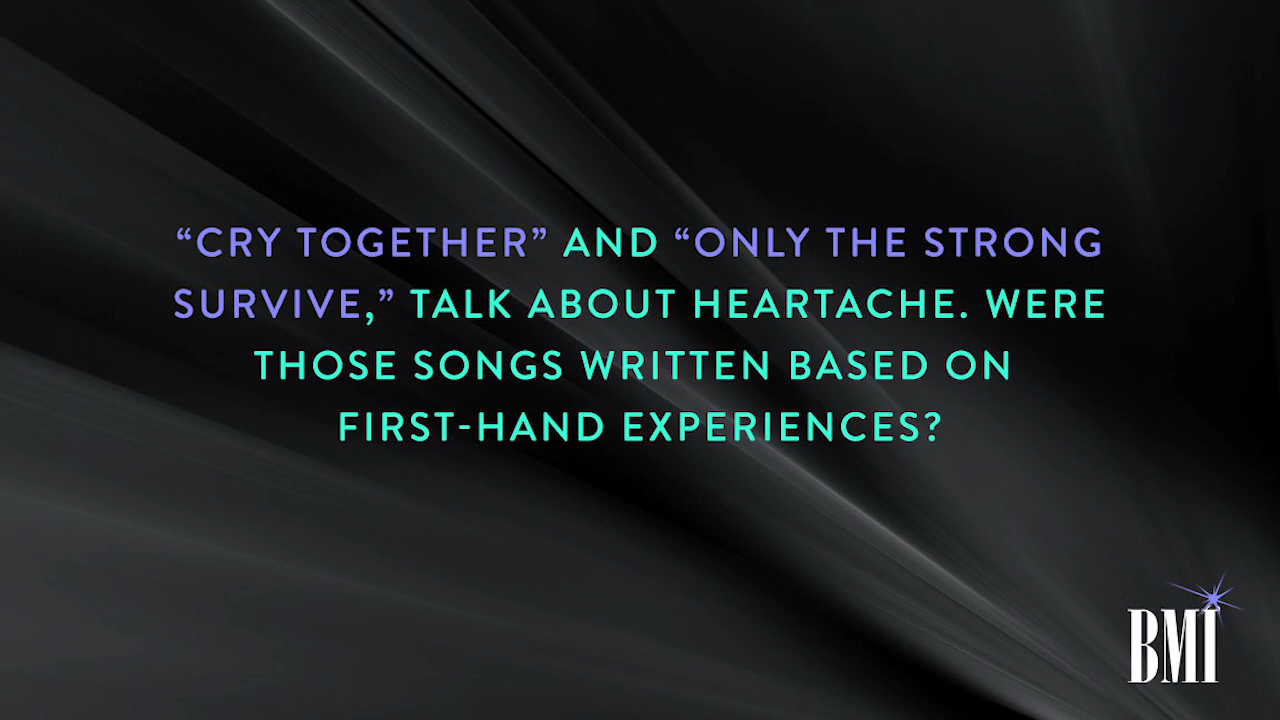 “CRY TOGETHER” AND “ONLY THE STRONG
SURVIVE,” TALK ABOUT HEARTACHE. WERE
THOSE SONGS WRITTEN BASED ON
FIRST-HAND EXPERIENCES?
BMI